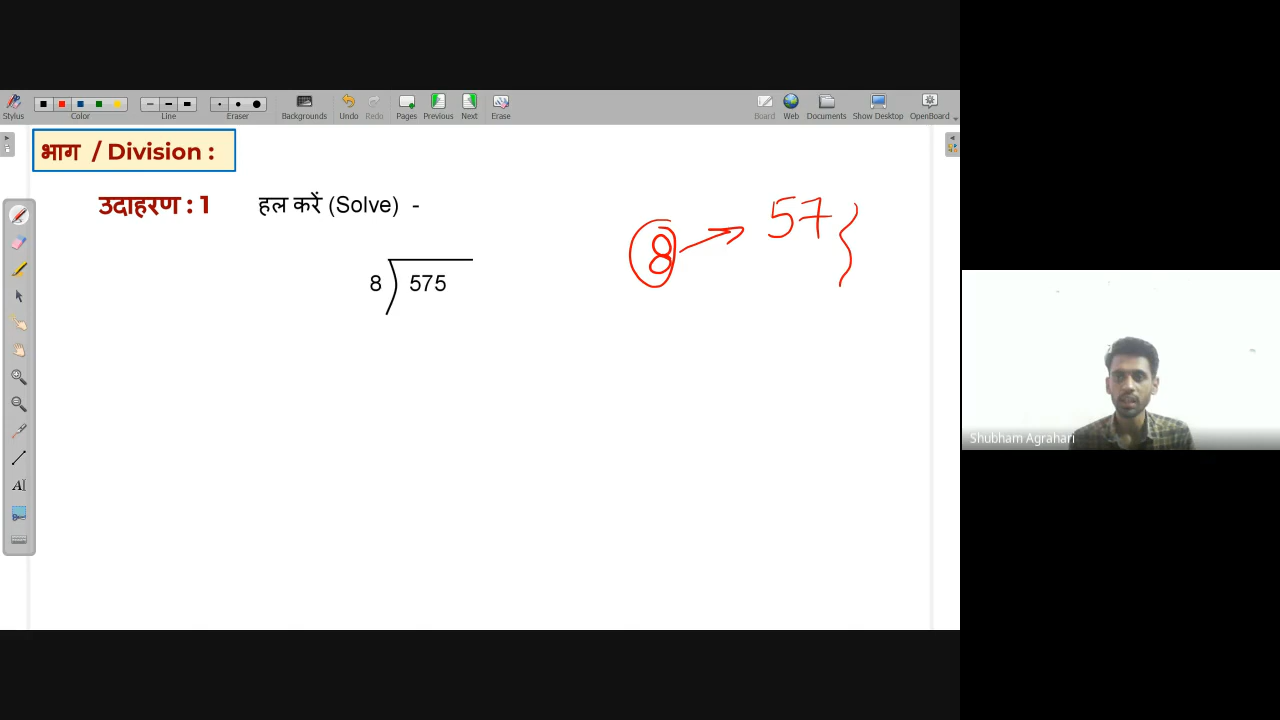 Stylus
Color
Line
Eraser
Backgrounds
Undo
Redo
Pages
Previous
Next
Erase
Board
Web
Documents
Show Desktop
OpenBoard
भाग / Division :
उदाहरण : 1 हल करें (Solve) -
8 → 57
8 575
Shubham Agrahari